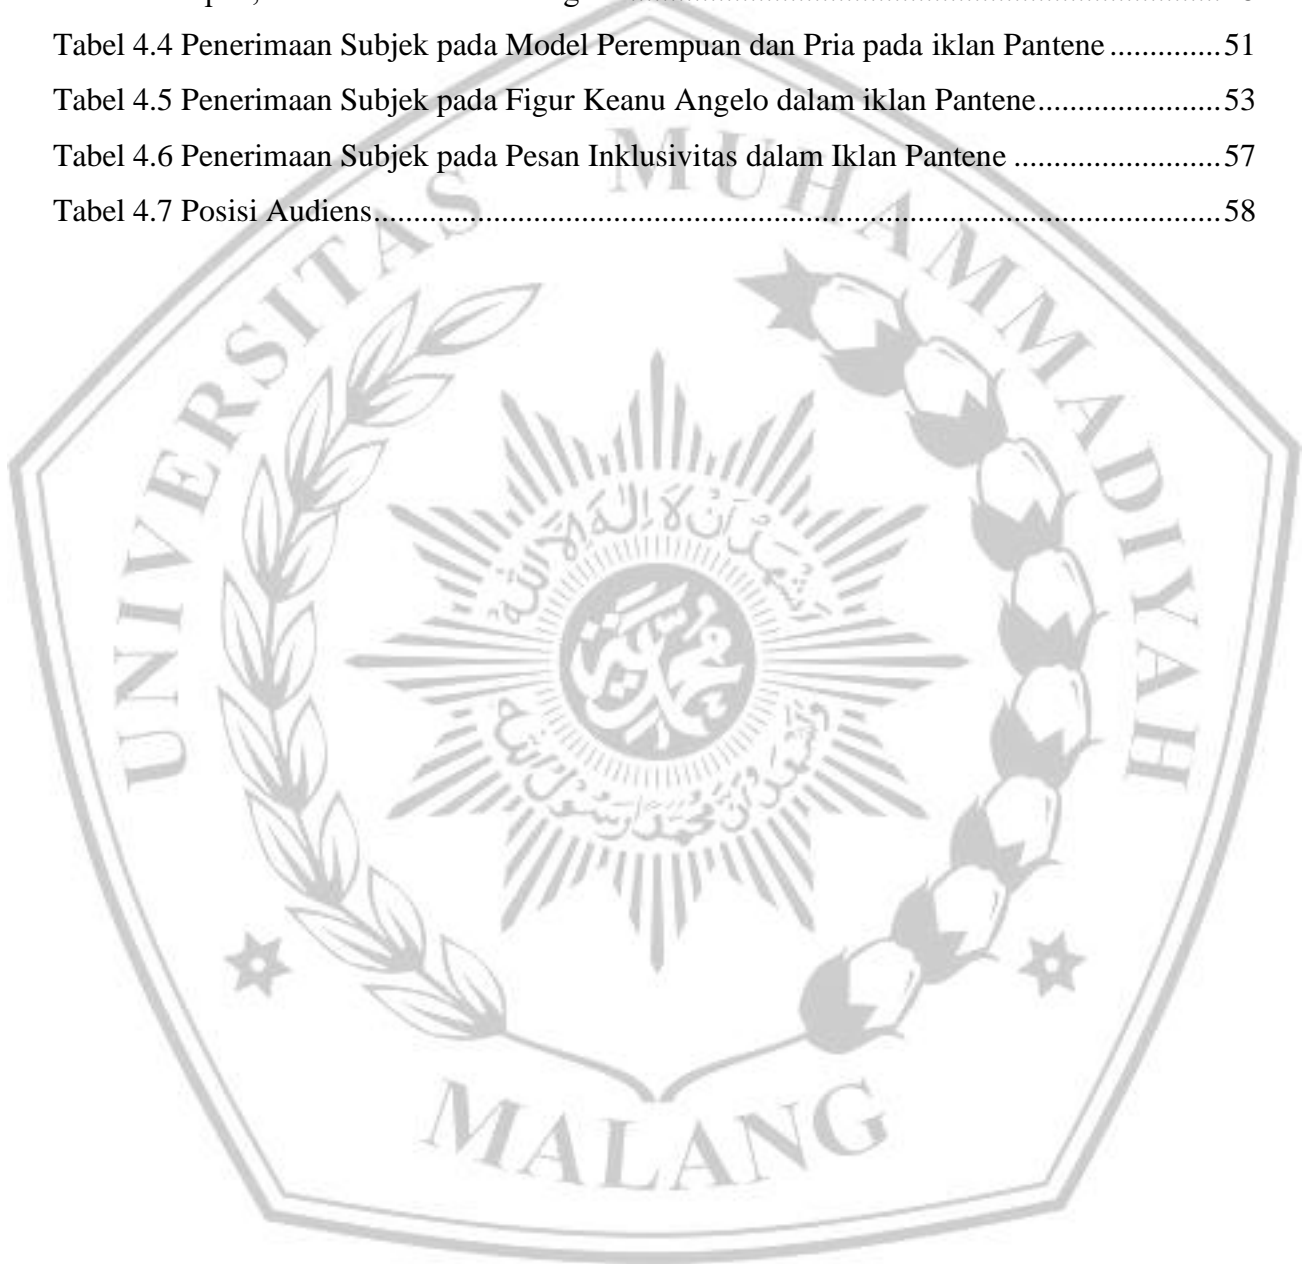 Tabel 4.4 Penerimaan Subjek pada Model Perempuan dan Pria pada iklan Pantene ..............51
Tabel 4.5 Penerimaan Subjek pada Figur Keanu Angelo dalam iklan Pantene.......................53
Tabel 4.6 Penerimaan Subjek pada Pesan Inklusivitas dalam Iklan Pantene ..........................57
Tabel 4.7 Posisi Audiens..........................................................................................................58
UNIVERSITAS MUHAMMADIYAH
MALANG